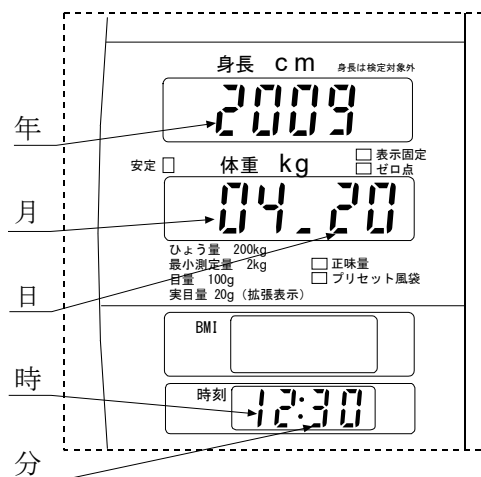 身長 cm 身長は検定対象外
2009
年
安定 体重 kg 表示固定
ゼロ点
月
04_20
ひょう量 200kg
最小測定量 2kg 正味量
目量 100g プリセット風袋
実目量 20g（拡張表示）
日
BMI
時
時刻 12:30
分